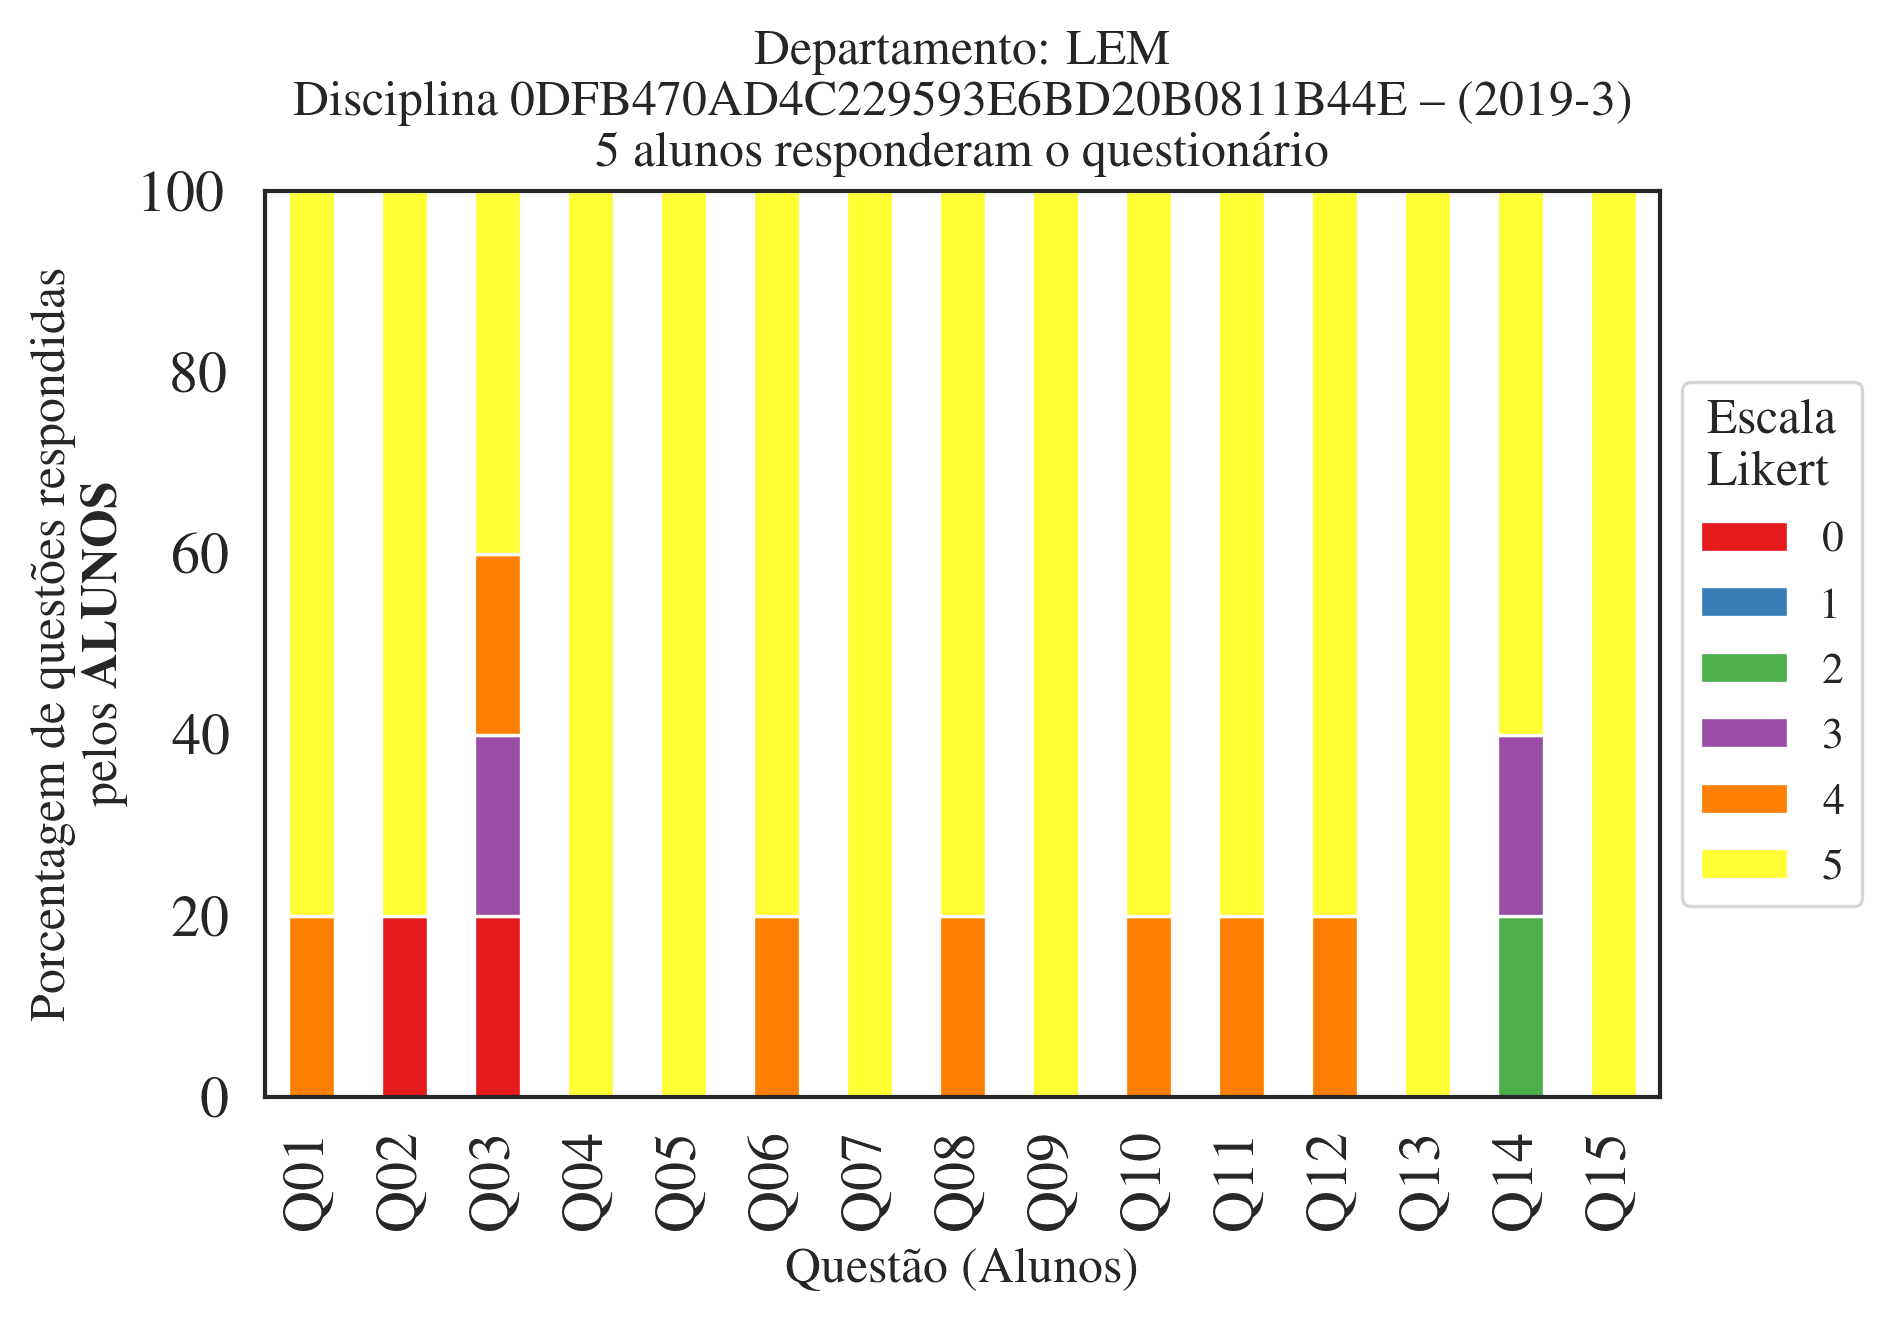 Departamento: LEM
Disciplina 0DFB470AD4C229593E6BD20B0811B44E – (2019-3)
5 alunos responderam o questionário
Porcentagem de questões respondidas
pelos ALUNOS
100
80
60
40
20
0
Q01
Q02
Q03
Q04
Q05
Q06
Q07
Q08
Q09
Q10
Q11
Q12
Q13
Q14
Q15
Questão (Alunos)
Escala
Likert
0
1
2
3
4
5